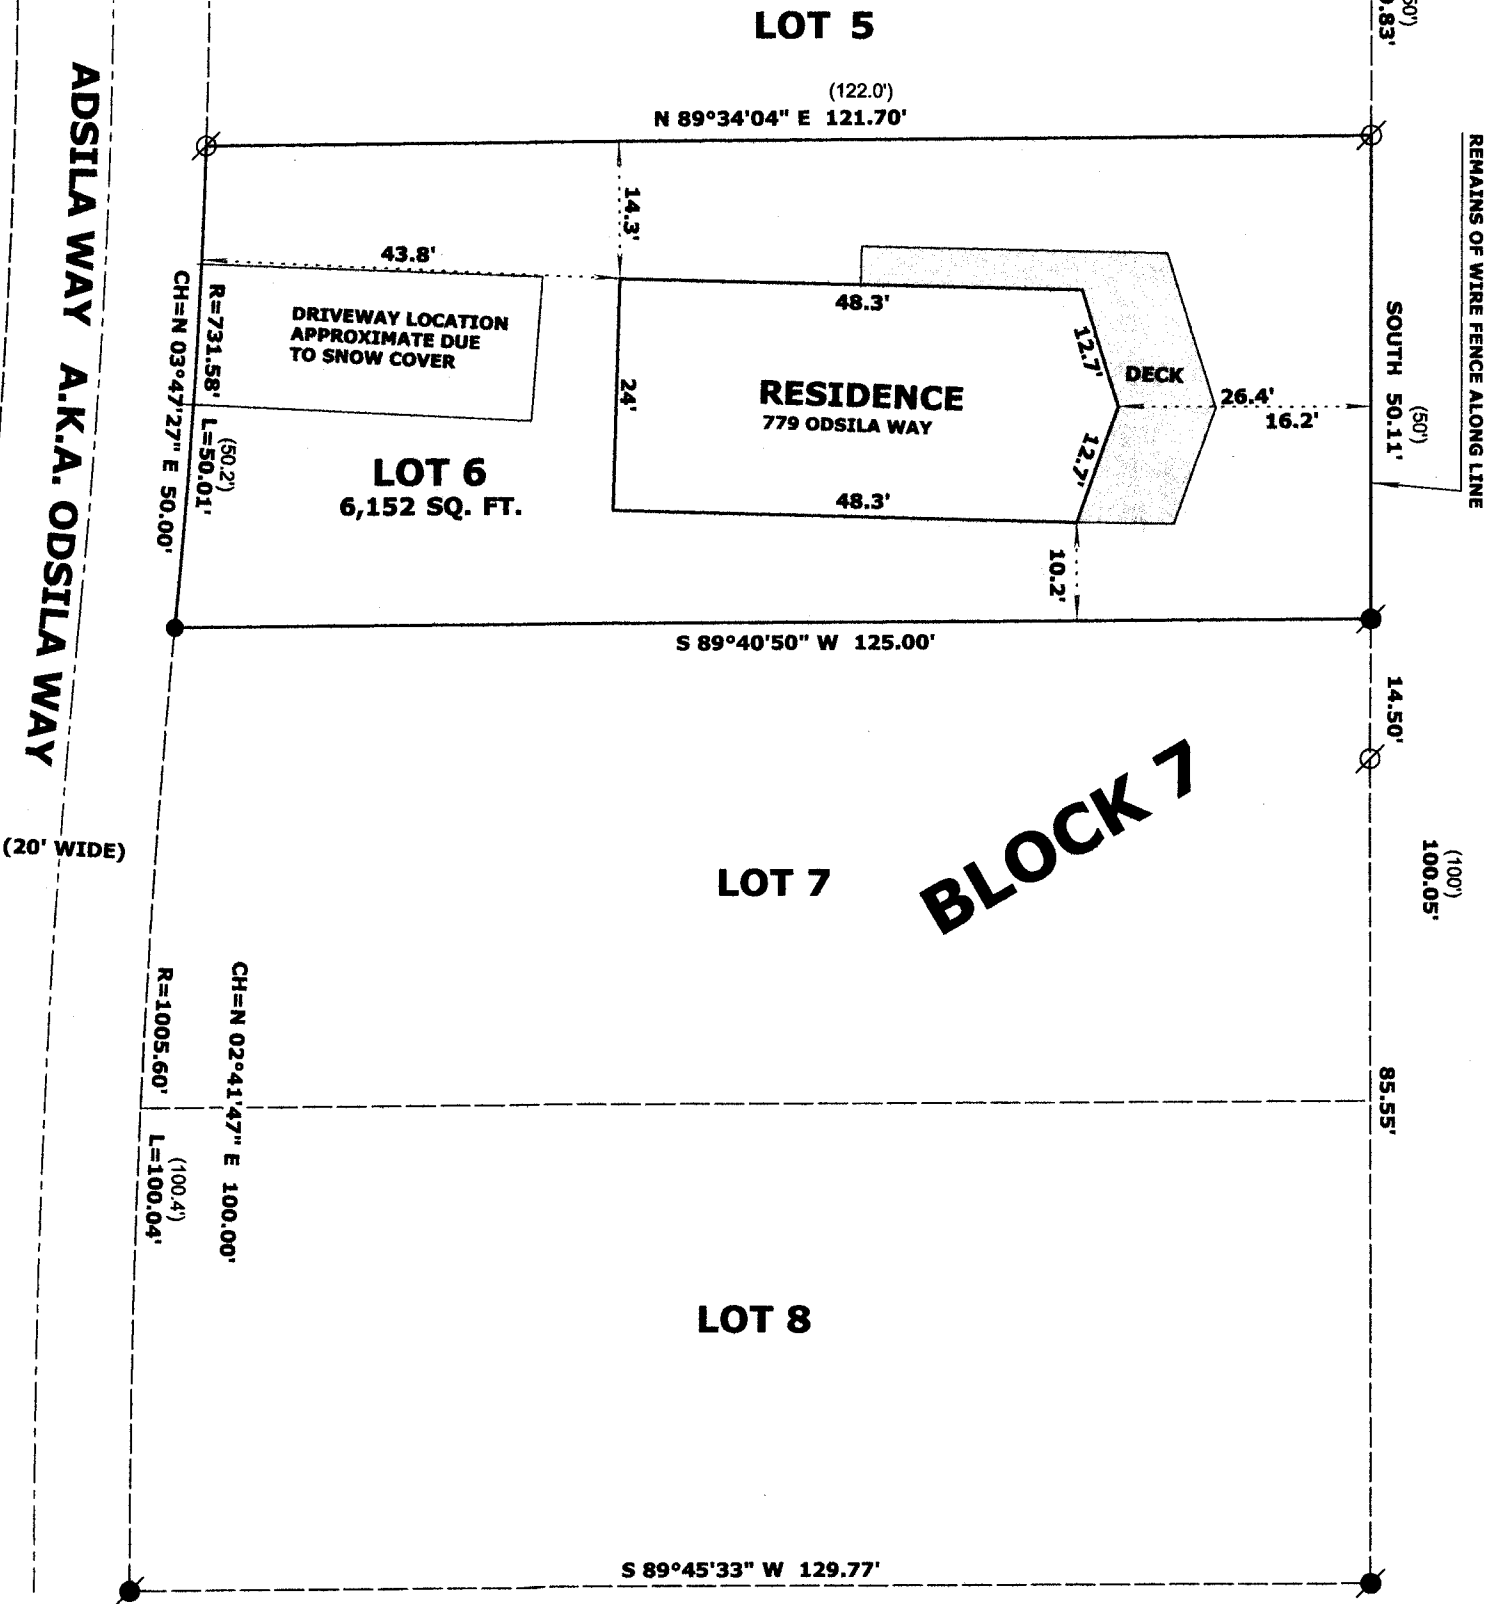 LOT 5
(122.0')
N 89°34'04" E 121.70'
ADSILA WAY A.K.A. ODSILA WAY
(20' WIDE)
14.3'
43.8'
DRIVEWAY LOCATION
APPROXIMATE DUE
TO SNOW COVER
R=731.58' L=50.01'
(50.2')
CH=N 03°47'27" E 50.00'
LOT 6
6,152 SQ. FT.
48.3'
24'
RESIDENCE
779 ODSILA WAY
48.3'
12.7'
12.7'
DECK
26.4'
16.2'
10.2'
SOUTH 50.11'
(50')
REMAINS OF WIRE FENCE ALONG LINE
S 89°40'50" W 125.00'
14.50'
BLOCK 7
LOT 7
(100')
100.05'
85.55'
R=1005.60' L=100.04'
(100.4')
CH=N 02°41'47" E 100.00'
LOT 8
S 89°45'33" W 129.77'